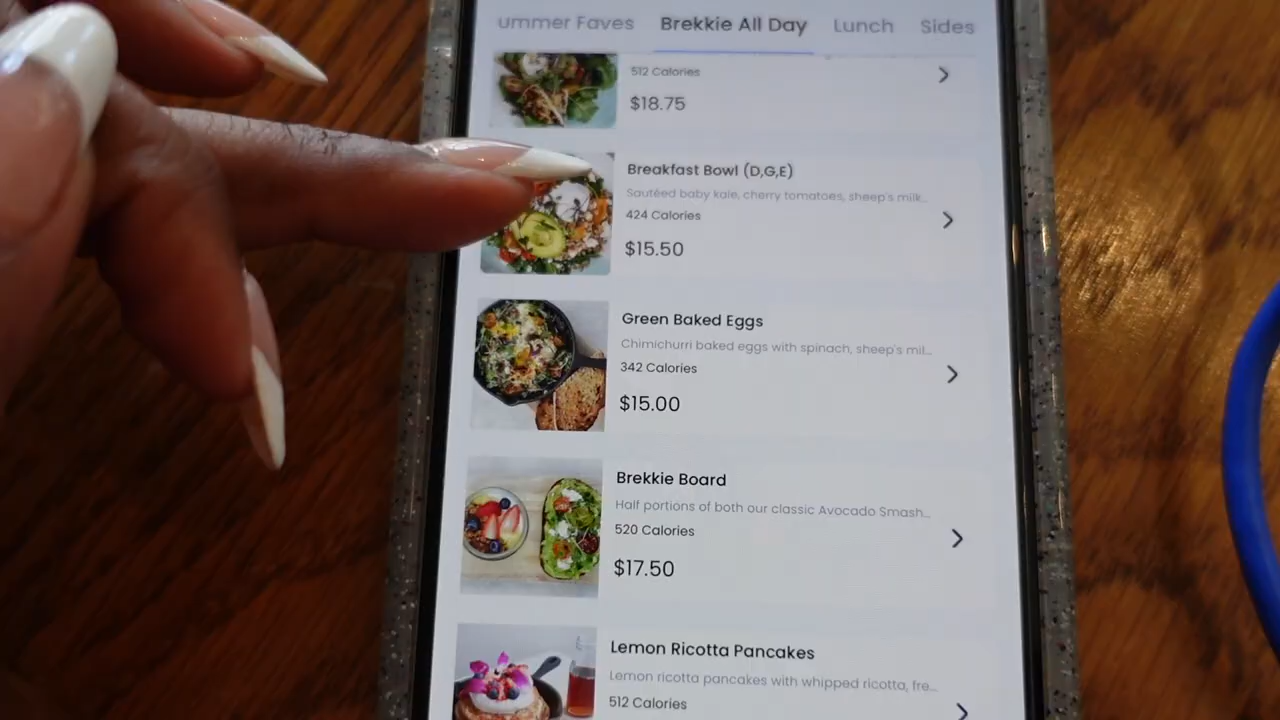 ummer Faves Brekkie All Day Lunch Sides
512 Calories
$18.75
Breakfast Bowl (D,G,E)
Sautéed baby kale, cherry tomatoes, sheep's milk...
424 Calories
$15.50
Green Baked Eggs
Chimichurri baked eggs with spinach, sheep's mil...
342 Calories
$15.00
Brekkie Board
Half portions of both our classic Avocado Smash...
520 Calories
$17.50
Lemon Ricotta Pancakes
Lemon ricotta pancakes with whipped ricotta, fre...
512 Calories